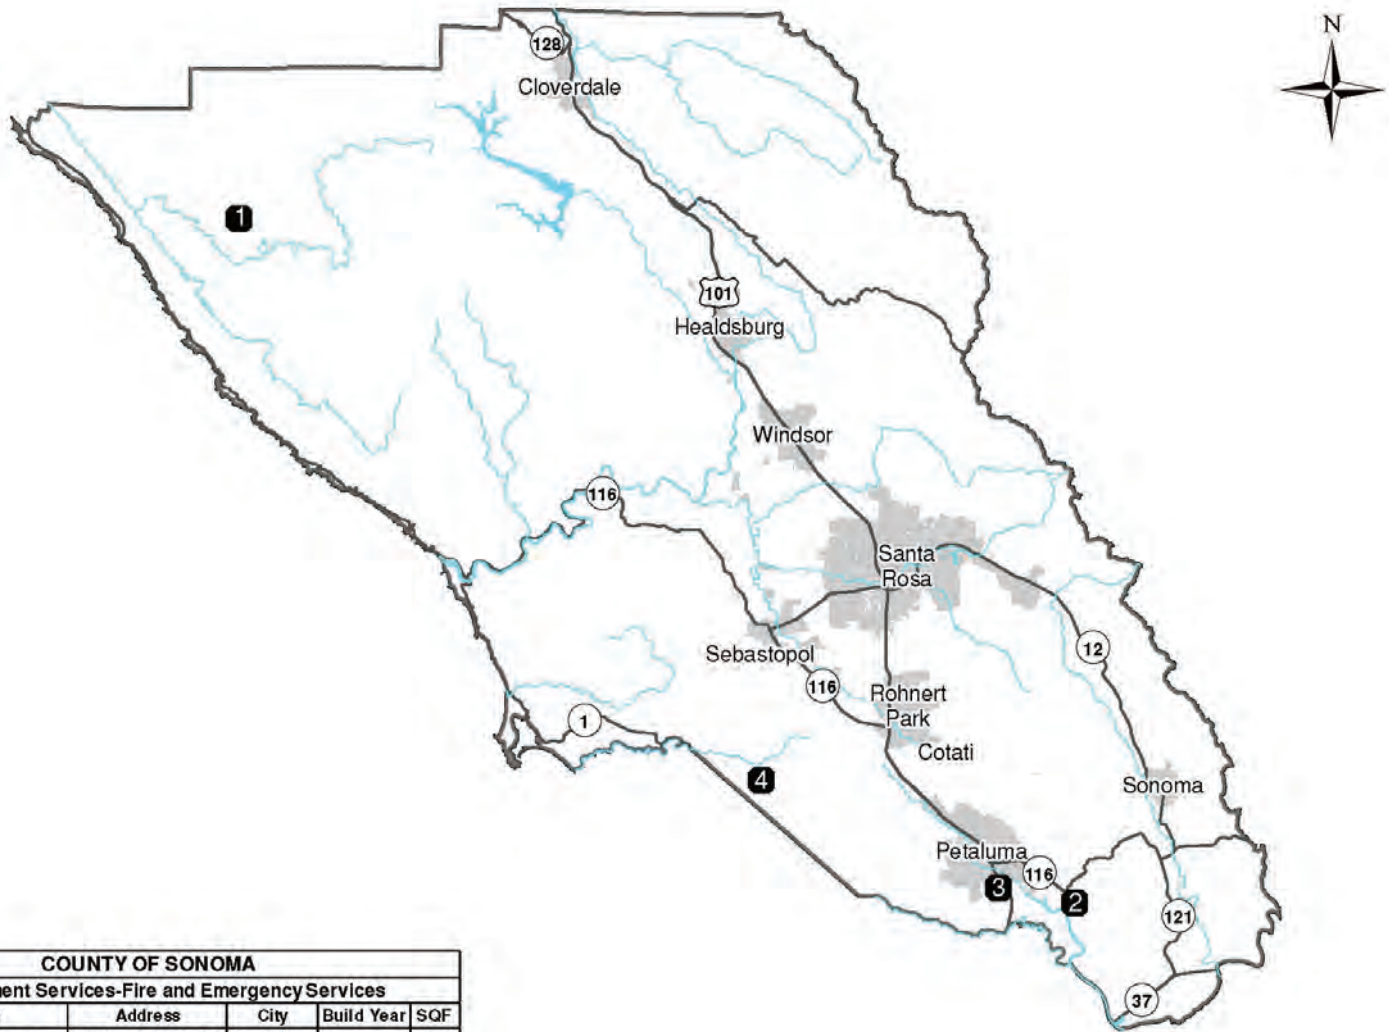 N
128
Cloverdale
1
101
Healdsburg
Windsor
116
Santa
Rosa
12
Sebastopol
116
Rohnert
Park
1
Cotati
4
Sonoma
Petaluma
116
3
2
121
37
COUNTY OF SONOMA
ent Services-Fire and Emergency Services
Address City Build Year SQF